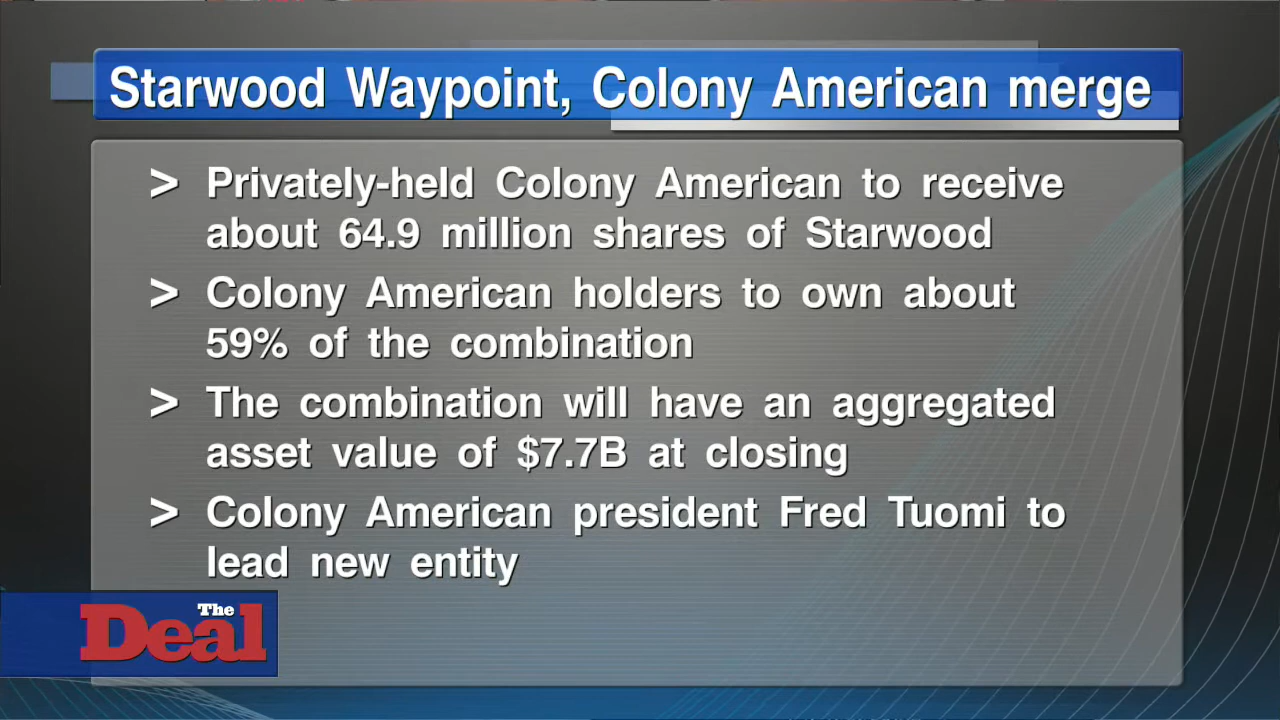 Starwood Waypoint, Colony American merge
> Privately-held Colony American to receive
about 64.9 million shares of Starwood
> Colony American holders to own about
59% of the combination
> The combination will have an aggregated
asset value of $7.7B at closing
> Colony American president Fred Tuomi to
lead new entity
The
Deal